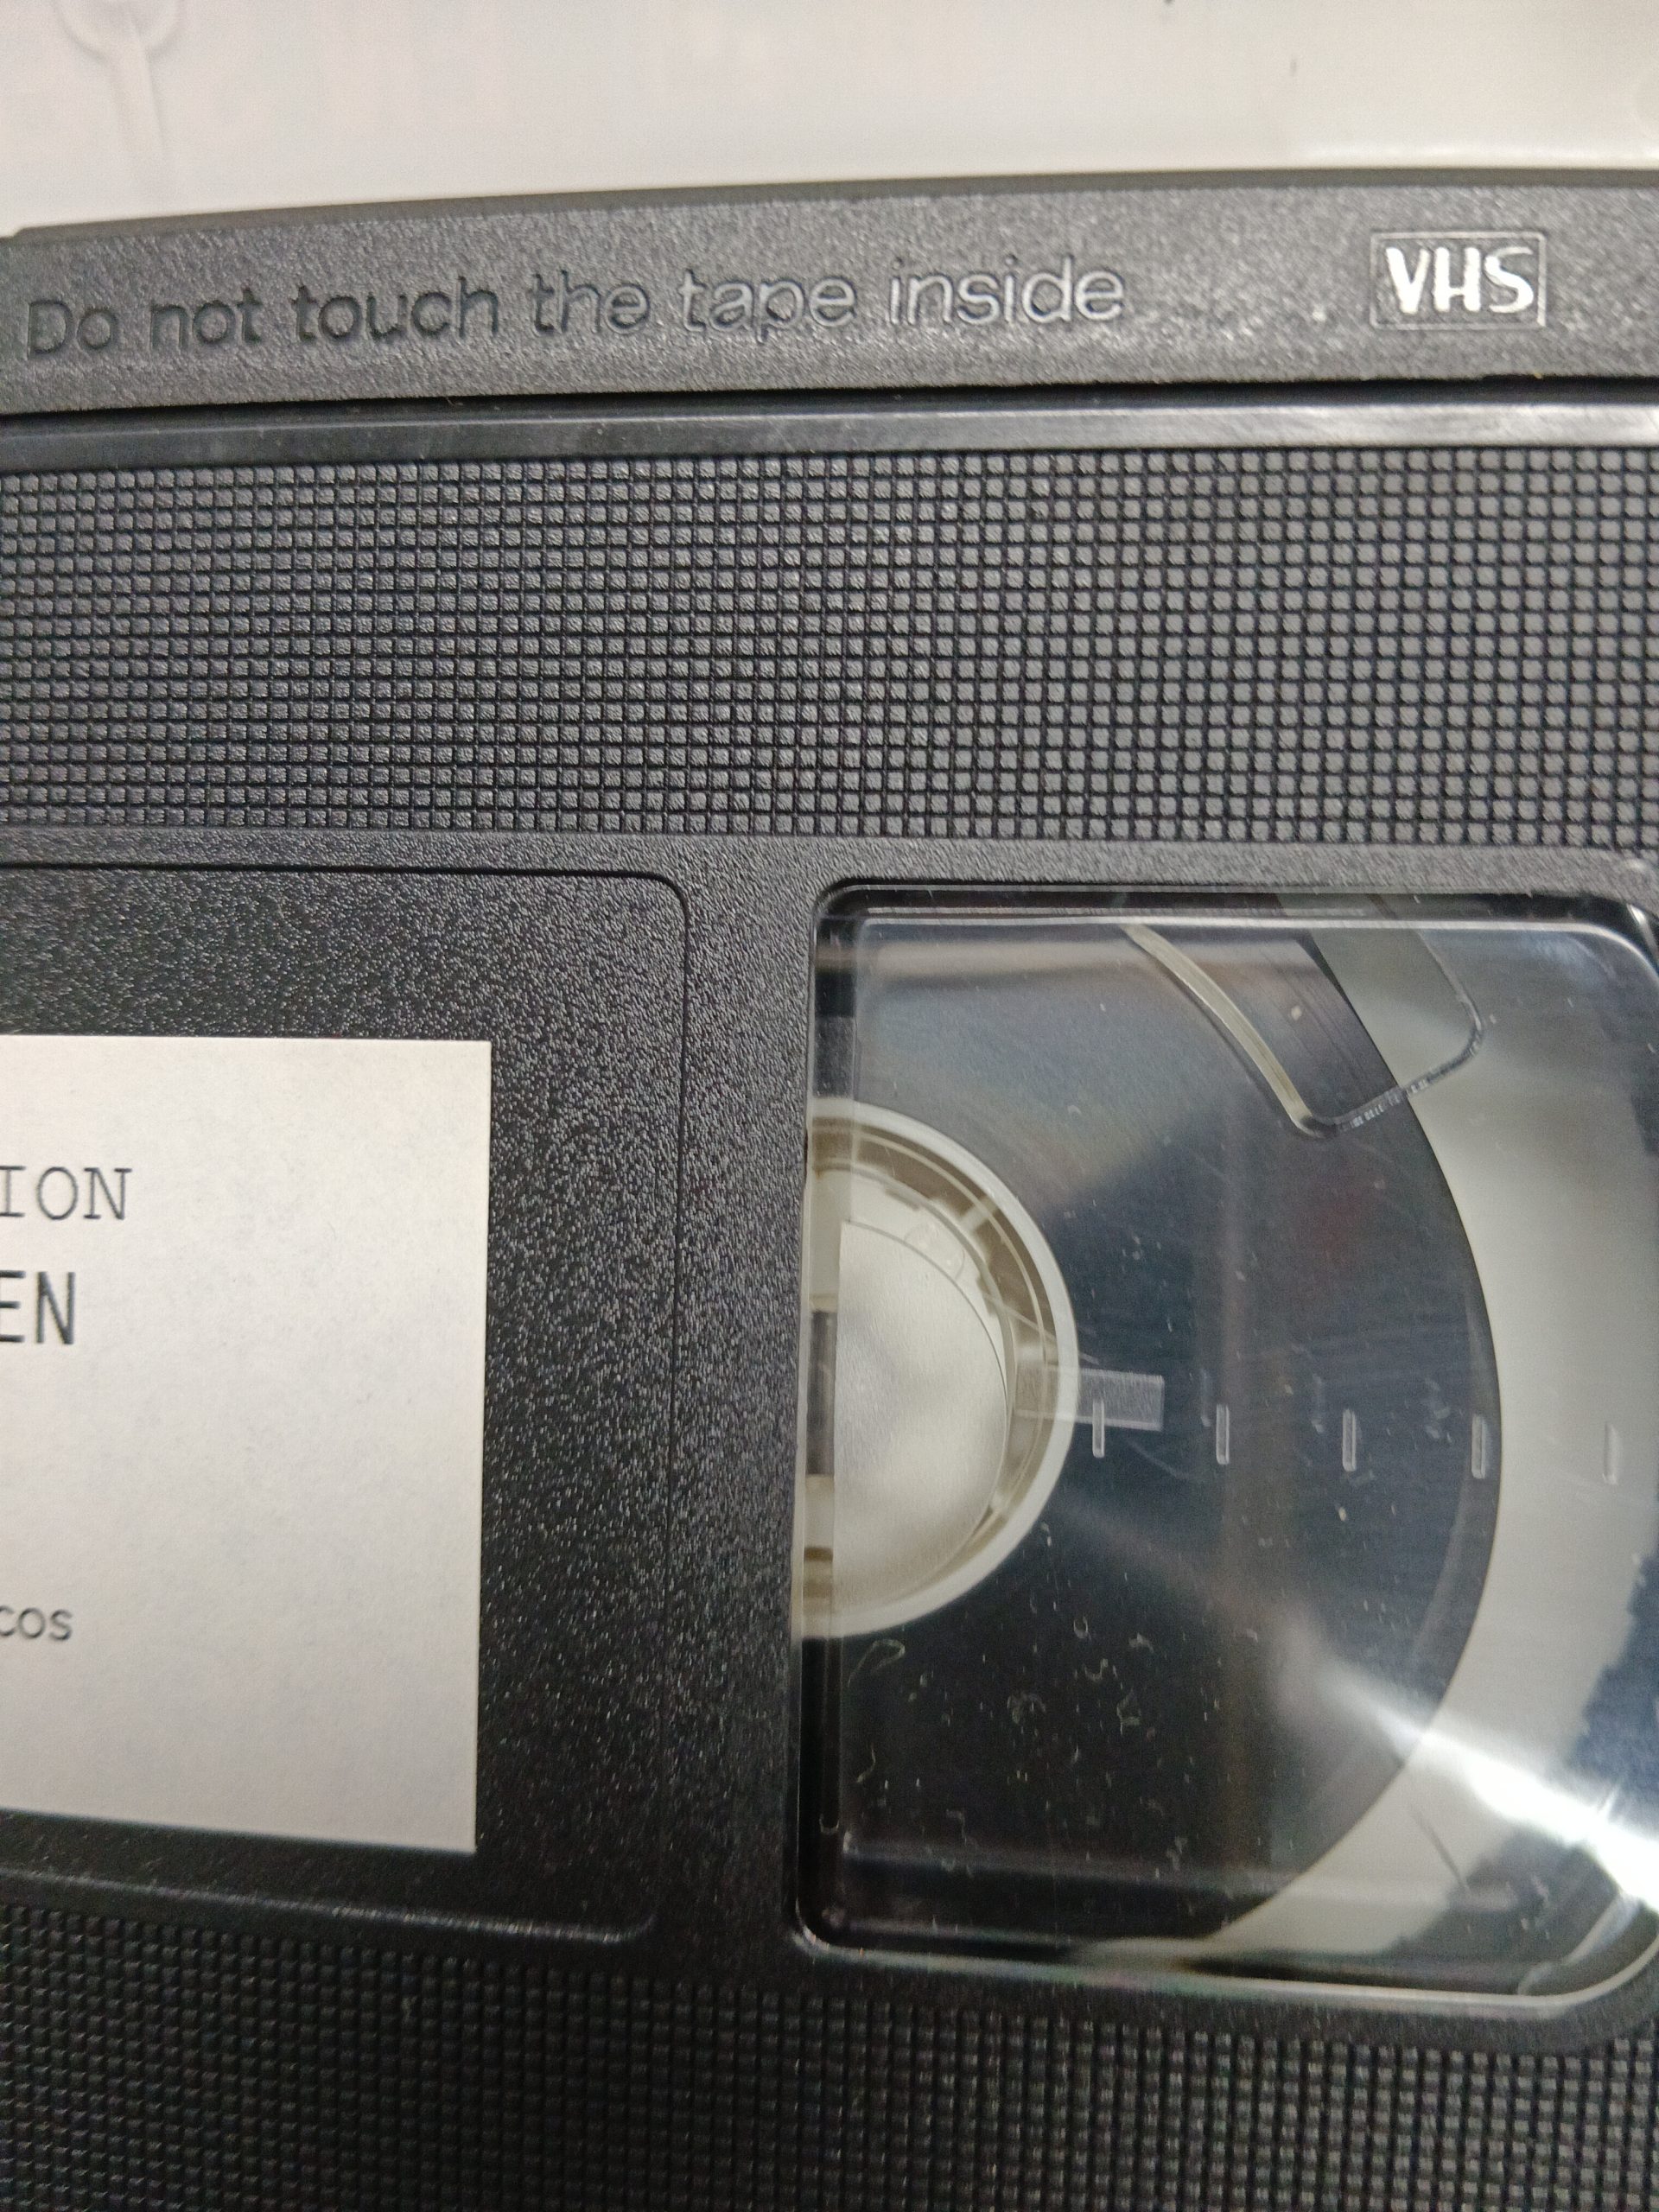 Do not touch the tape inside
VHS
ION
EN
cos